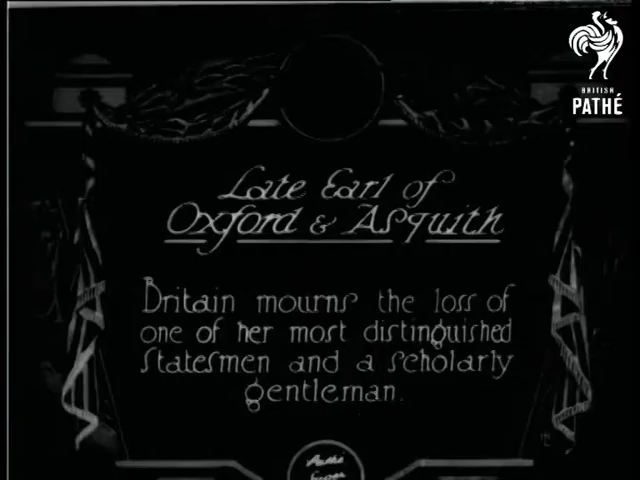 BRITISH
PATHÉ
Late Earl of
Oxford & Asquith
Britain mourns the loss of
one of her most distinguished
Statesmen and a scholarly
gentleman.
Pathé